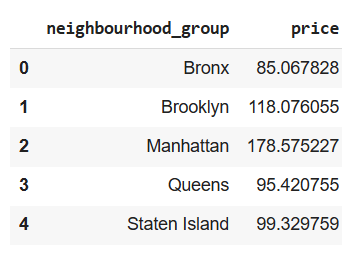 neighbourhood_group price
0 Bronx 85.067828
1 Brooklyn 118.076055
2 Manhattan 178.575227
3 Queens 95.420755
4 Staten Island 99.329759